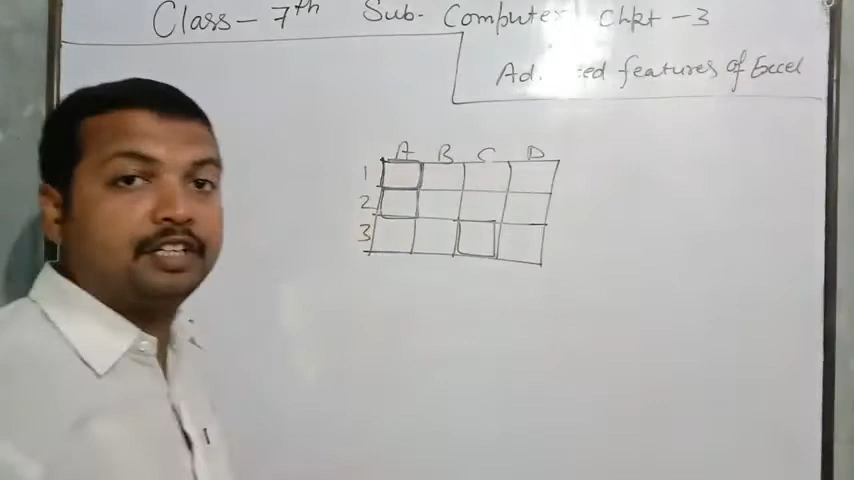 Class - 7th Sub- Computer Chpt - 3
features of Excel
A B C D
1
2
3